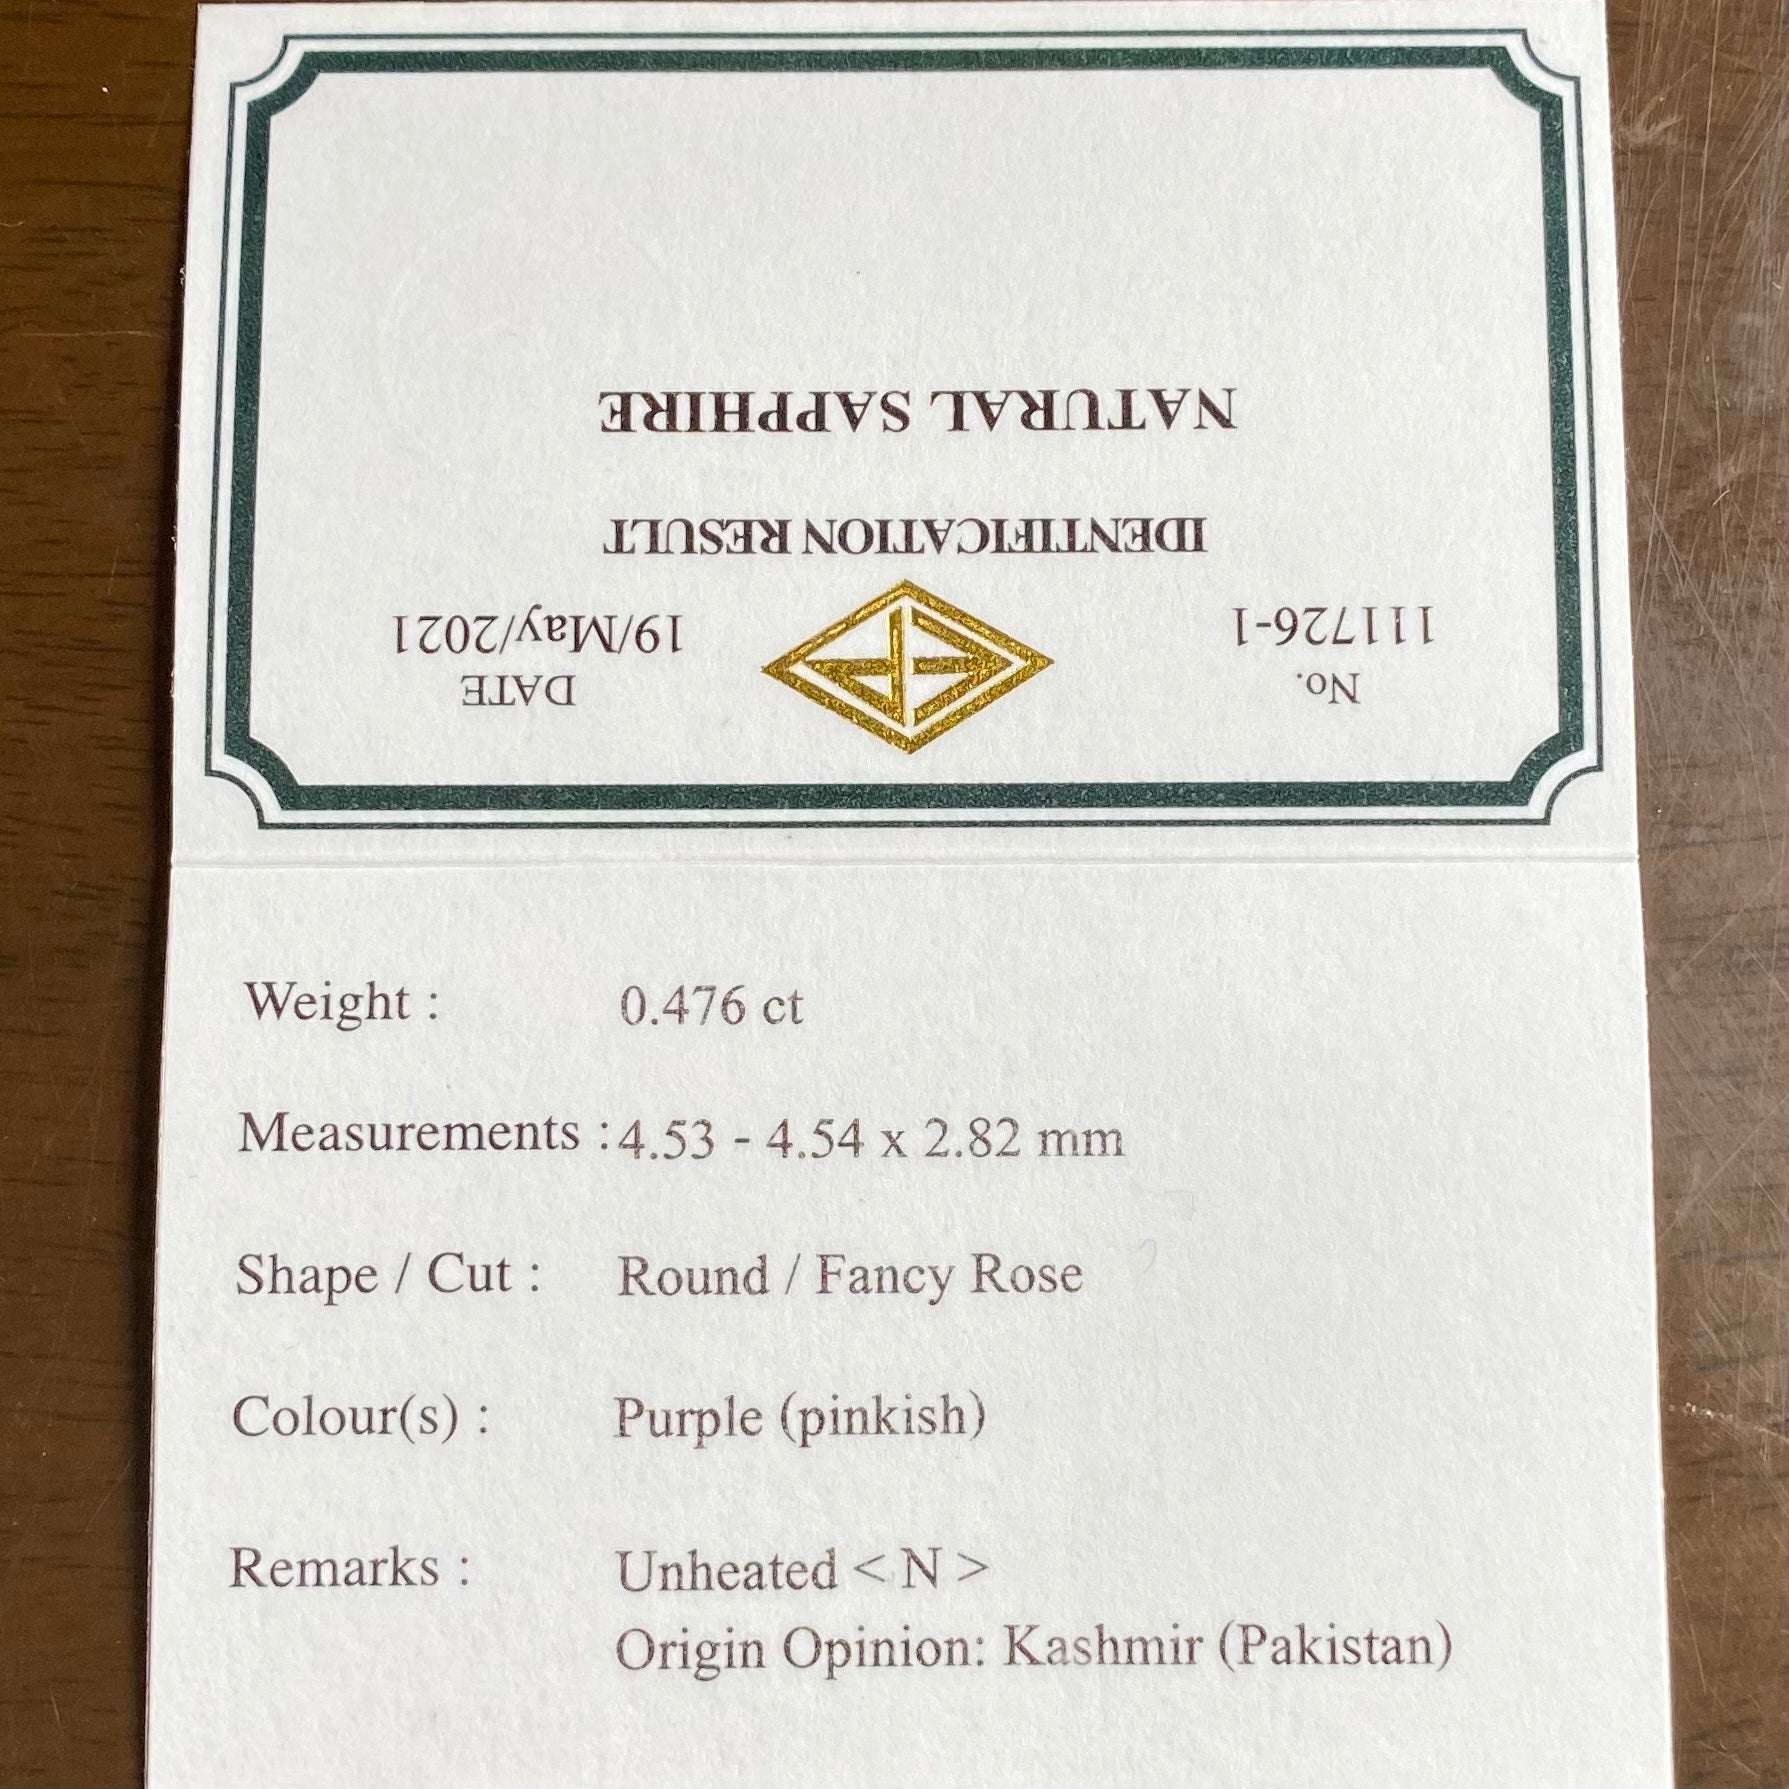 No.
111726-1
DATE
19/May/2021
IDENTIFICATION RESULT
NATURAL SAPPHIRE
Weight : 0.476 ct
Measurements : 4.53 - 4.54 x 2.82 mm
Shape / Cut : Round / Fancy Rose
Colour(s) : Purple (pinkish)
Remarks : Unheated < N >
Origin Opinion: Kashmir (Pakistan)